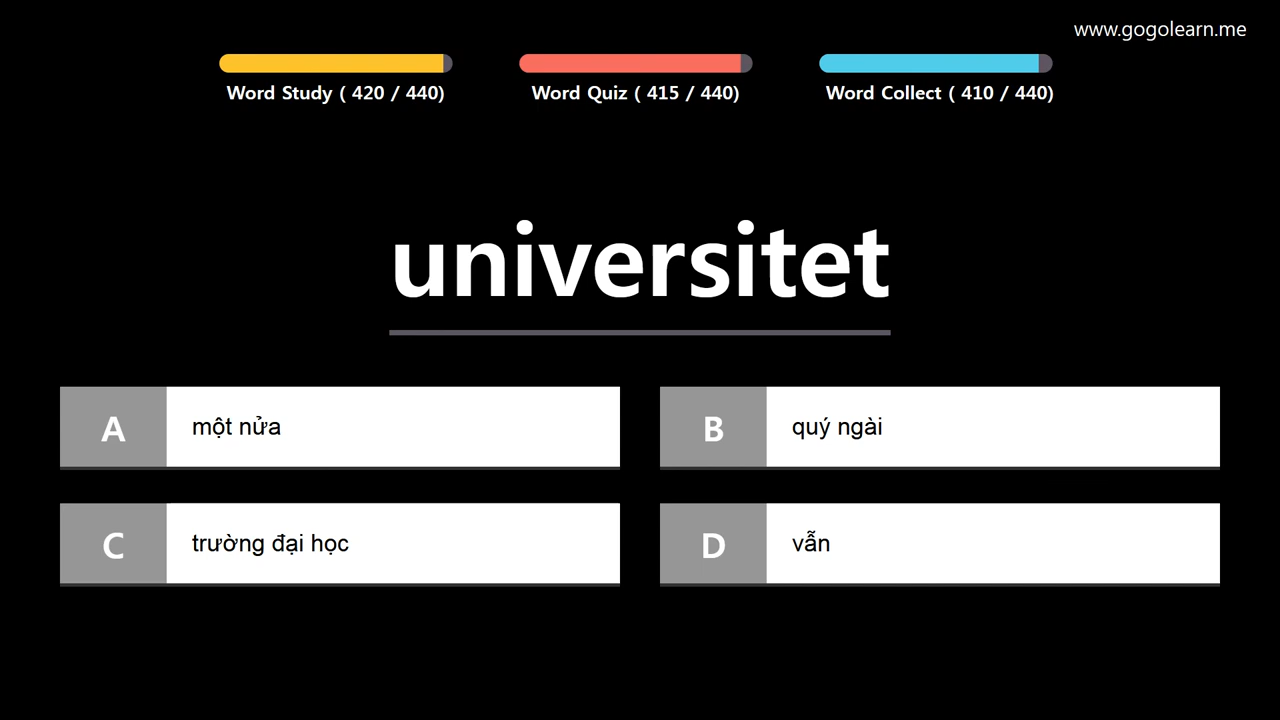 www.gogolearn.me
Word Study ( 420 / 440)
Word Quiz ( 415 / 440)
Word Collect ( 410 / 440)
universitet
A một nửa
B quý ngài
C trường đại học
D vẫn